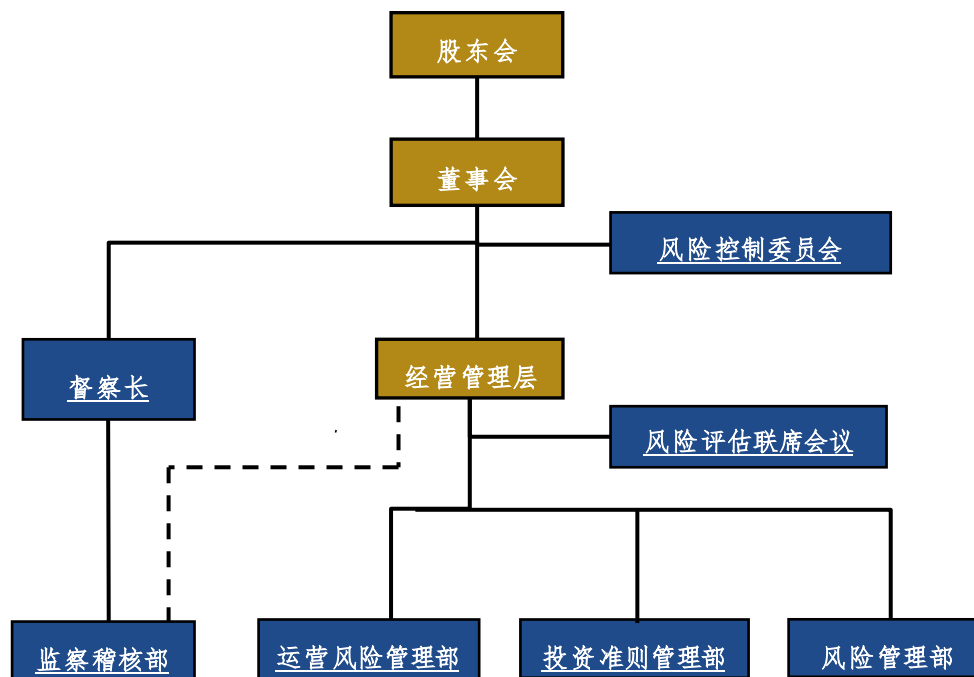 股东会
董事会
风险控制委员会
督察长
经营管理层
风险评估联席会议
监察稽核部
运营风险管理部
投资准则管理部
风险管理部